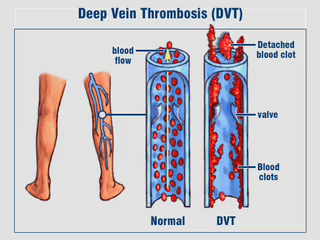 Deep Vein Thrombosis (DVT)
blood
flow
Detached
blood clot
valve
Blood
clots
Normal
DVT